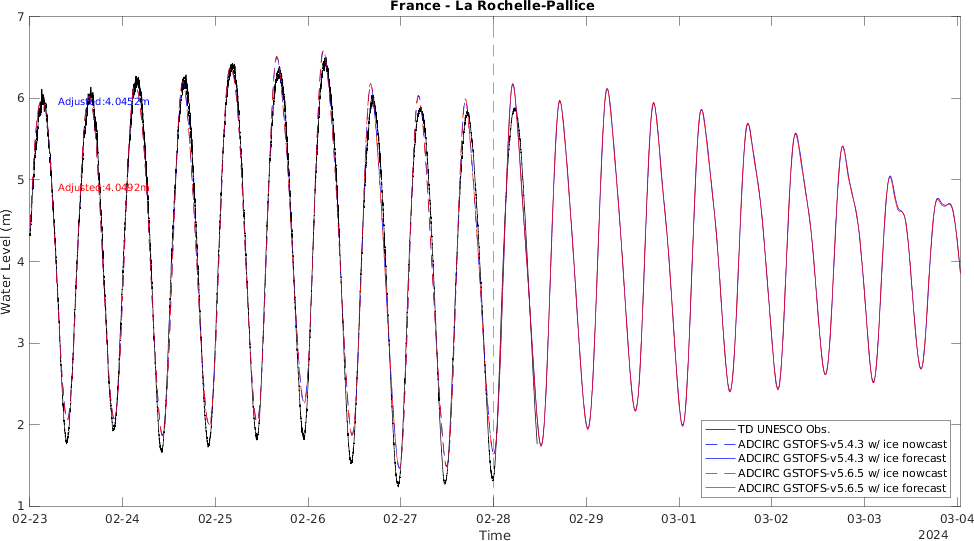 France - La Rochelle-Pallice
7
6
5
4
3
2
1
Water Level (m)
Adjusted:4.0452m
Adjusted:4.0492m
TD UNESCO Obs.
ADCIRC GSTOFS-v5.4.3 w/ ice nowcast
ADCIRC GSTOFS-v5.4.3 w/ ice forecast
ADCIRC GSTOFS-v5.6.5 w/ ice nowcast
ADCIRC GSTOFS-v5.6.5 w/ ice forecast
02-23 02-24 02-25 02-26 02-27 02-28 02-29 03-01 03-02 03-03 03-04
Time
2024